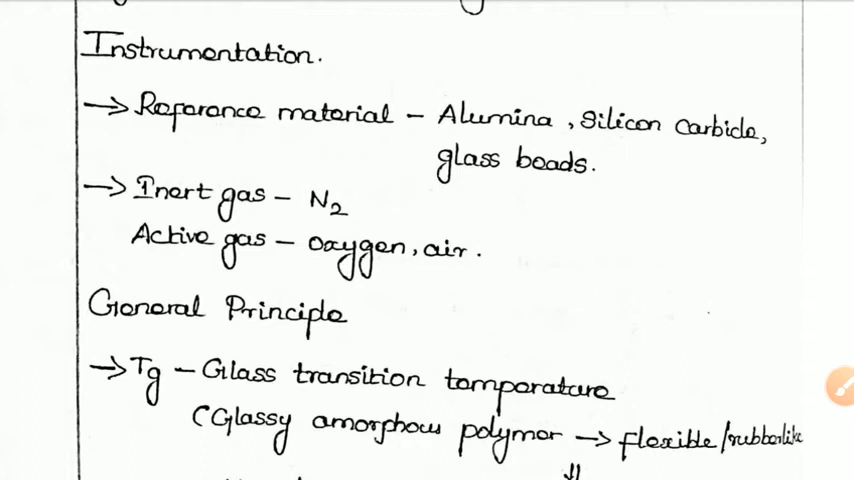 Instrumentation.
→ Reference material - Alumina, Silicon carbide,
glass beads.
→ Inert gas - N₂
Active gas - oxygen, air.
General Principle
→ Tg - Glass transition temperature
(Glassy amorphous polymer → flexible/rubberlike
⇓